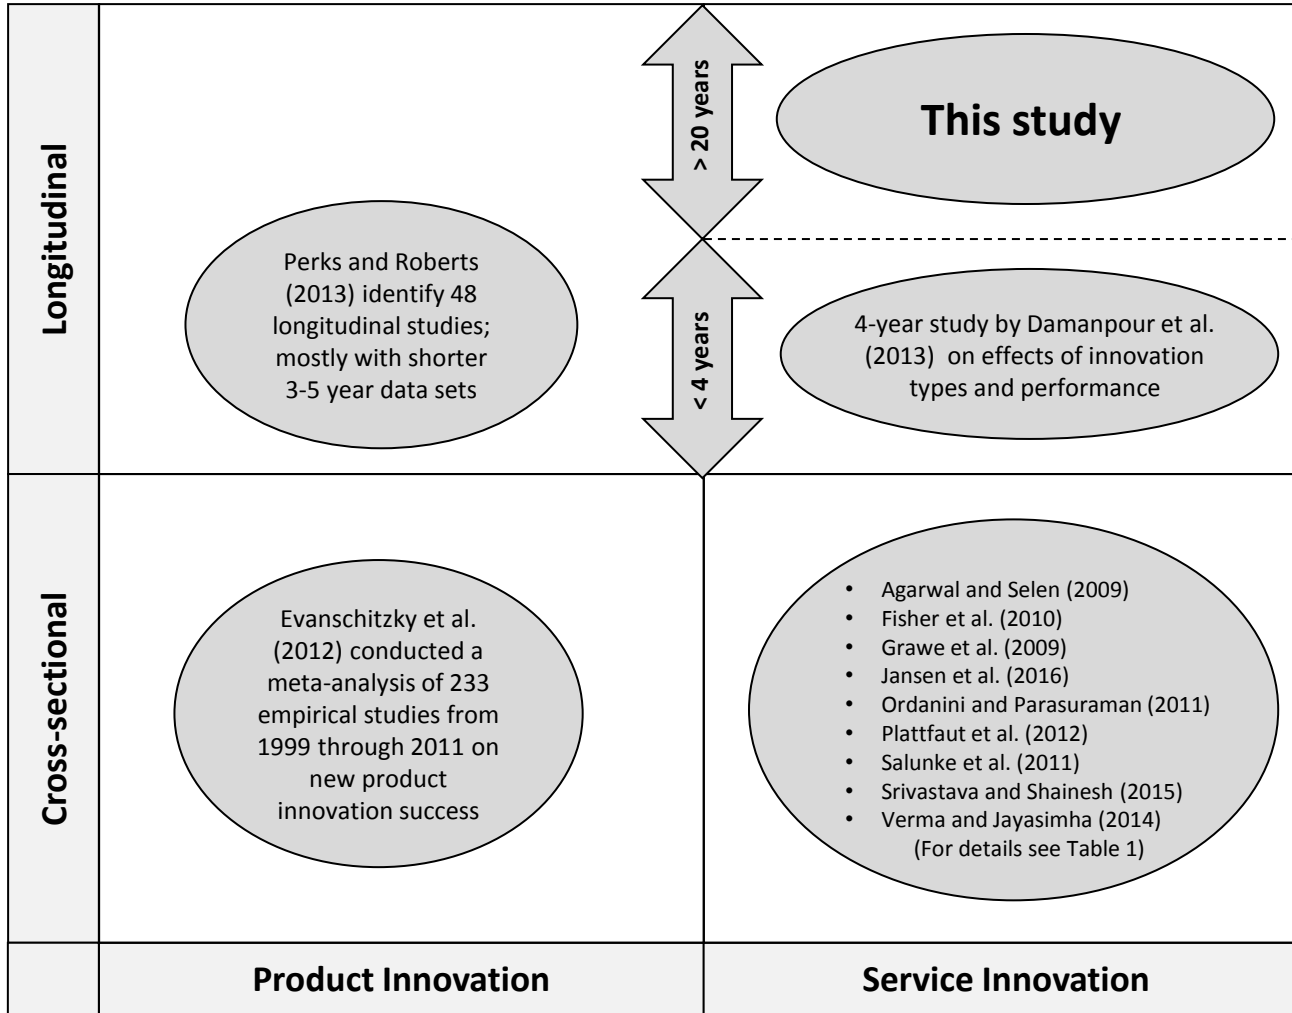 Longitudinal
> 20 years
This study
Perks and Roberts
(2013) identify 48
longitudinal studies;
mostly with shorter
3-5 year data sets
< 4 years
4-year study by Damanpour et al.
(2013) on effects of innovation
types and performance
Cross-sectional
Evanschitzky et al.
(2012) conducted a
meta-analysis of 233
empirical studies from
1999 through 2011 on
new product
innovation success
• Agarwal and Selen (2009)
• Fisher et al. (2010)
• Grawe et al. (2009)
• Jansen et al. (2016)
• Ordanini and Parasuraman (2011)
• Plattfaut et al. (2012)
• Salunke et al. (2011)
• Srivastava and Shainesh (2015)
• Verma and Jayasimha (2014)
(For details see Table 1)
Product Innovation
Service Innovation